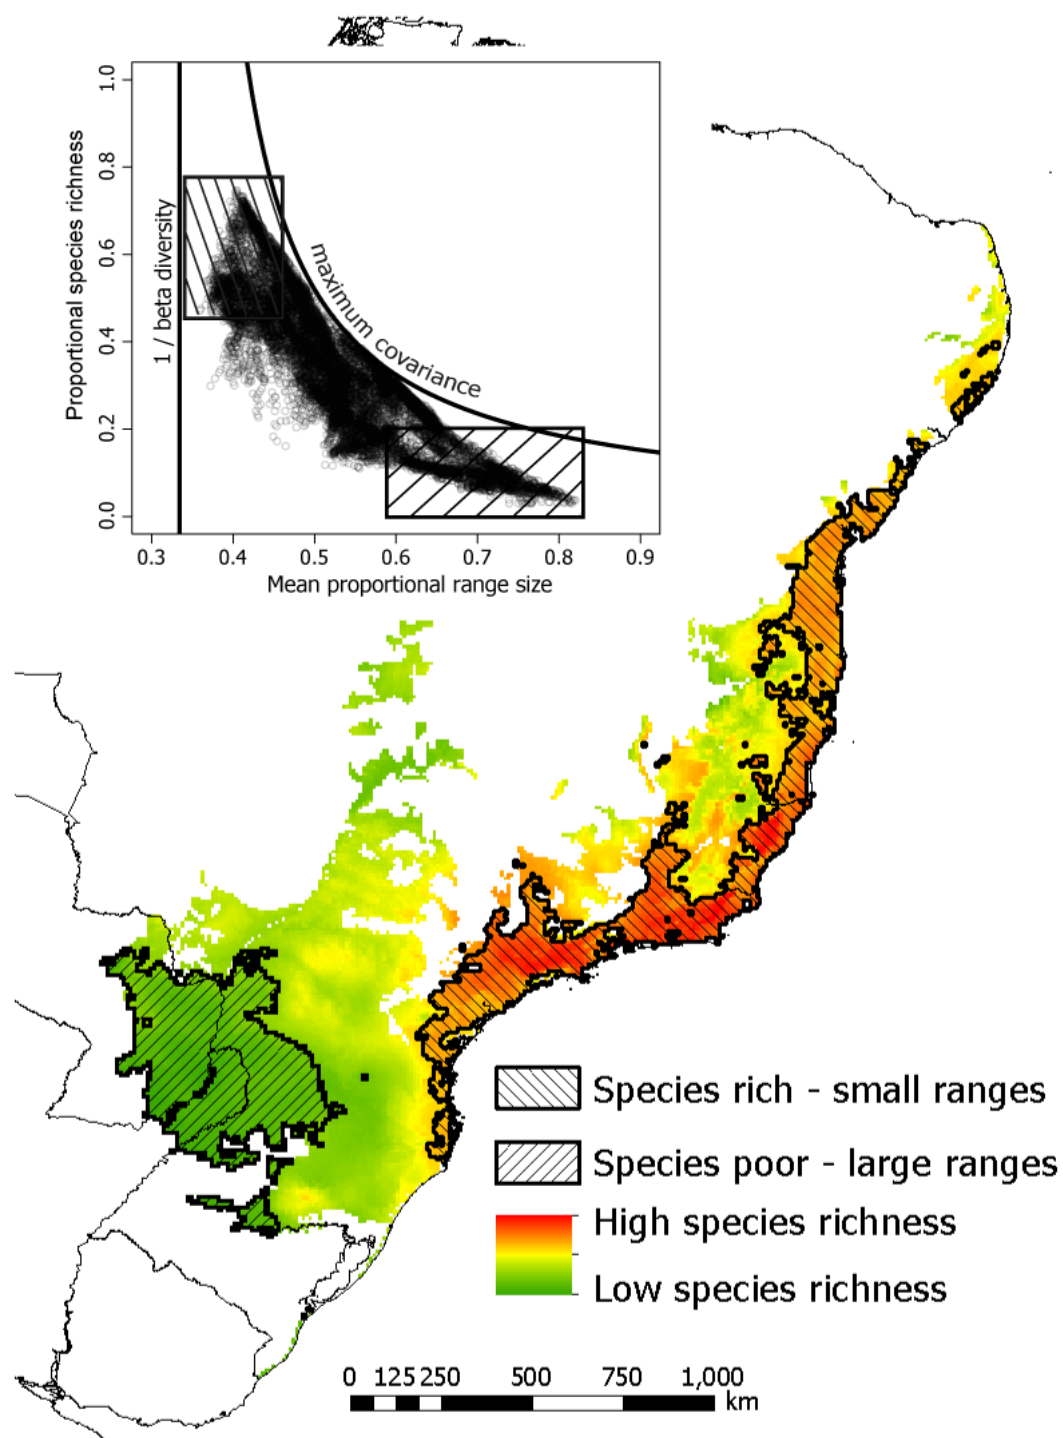 Proportional species richness
1.0
0.8
0.6
0.4
0.2
0.0
1 / beta diversity
maximum covariance
0.3 0.4 0.5 0.6 0.7 0.8 0.9
Mean proportional range size
Species rich - small ranges
Species poor - large ranges
High species richness
Low species richness
0 125 250 500 750 1,000
km